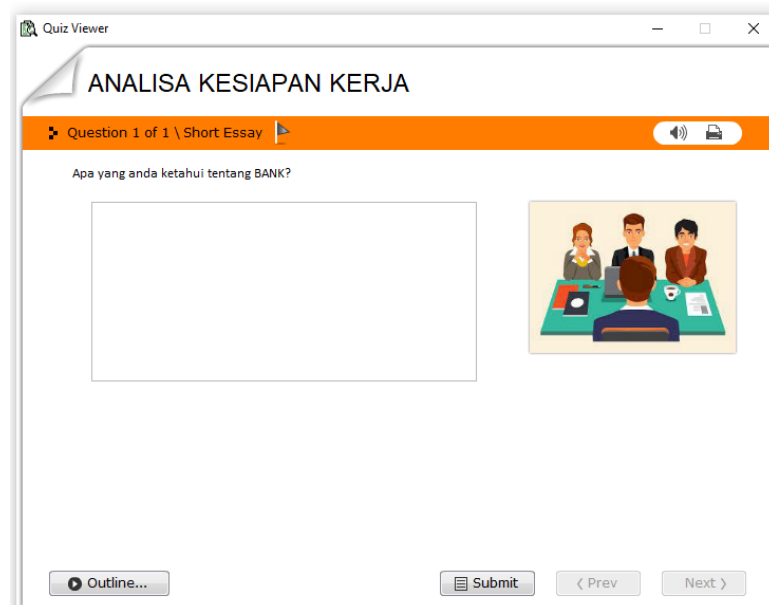 Quiz Viewer
ANALISA KESIAPAN KERJA
Question 1 of 1 \ Short Essay
Apa yang anda ketahui tentang BANK?
Outline...
Submit
Prev
Next